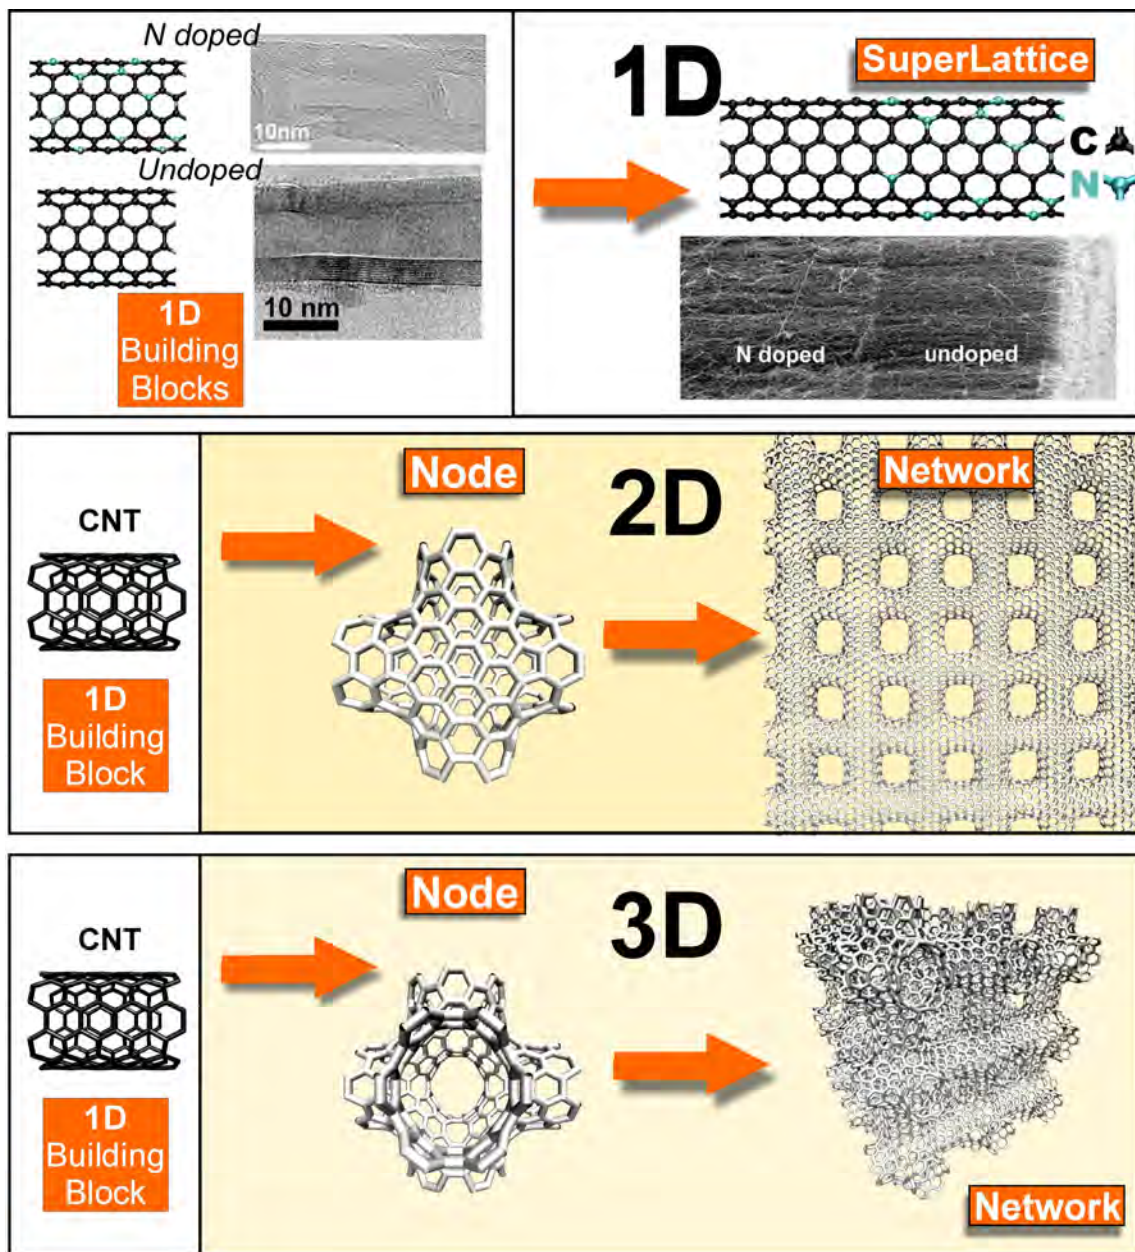 N doped
10nm
Undoped
10 nm
1D
Building
Blocks
1D
SuperLattice
C
N
N doped
undoped
CNT
1D
Building
Block
Node
2D
Network
CNT
1D
Building
Block
Node
3D
Network